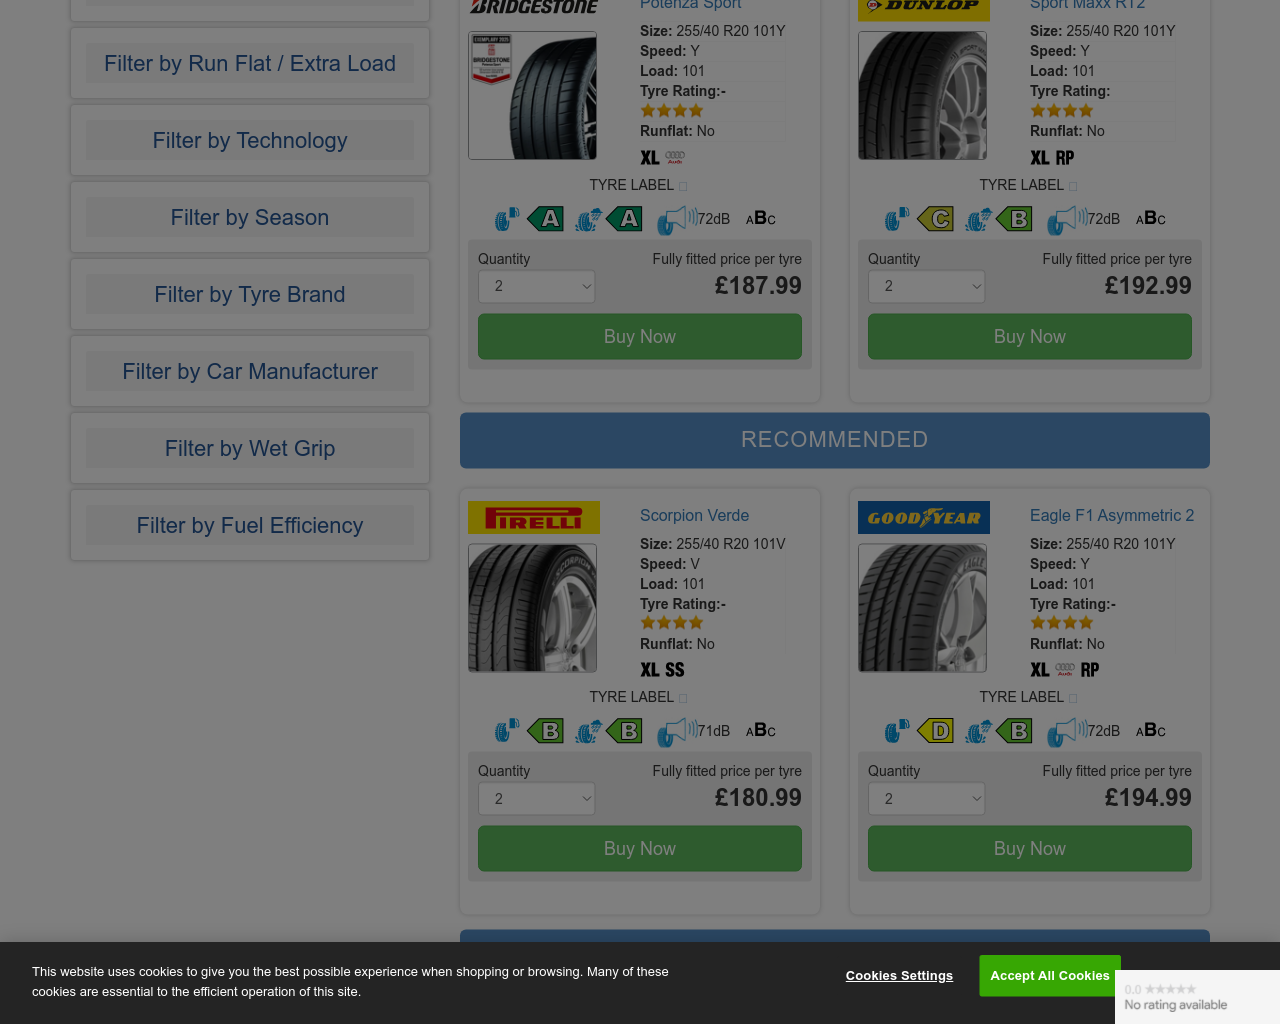 Filter by Run Flat / Extra Load
Filter by Technology
Filter by Season
Filter by Tyre Brand
Filter by Car Manufacturer
Filter by Wet Grip
Filter by Fuel Efficiency
BRIDGESTONE
Potenza Sport
BRIDGESTONE
Size: 255/40 R20 101Y
Speed: Y
Load: 101
Tyre Rating:-
Runflat: No
XL Audi
TYRE LABEL
A A 72dB ABC
Quantity
Fully fitted price per tyre
2
£187.99
Buy Now
DUNLOP
Sport Maxx RT2
Size: 255/40 R20 101Y
Speed: Y
Load: 101
Tyre Rating:
Runflat: No
XL RP
TYRE LABEL
C B 72dB ABC
Quantity
Fully fitted price per tyre
2
£192.99
Buy Now
RECOMMENDED
PIRELLI
Scorpion Verde
SCORPION
Size: 255/40 R20 101V
Speed: V
Load: 101
Tyre Rating:-
Runflat: No
XL SS
TYRE LABEL
B B 71dB ABC
Quantity
Fully fitted price per tyre
2
£180.99
Buy Now
GOODYEAR
Eagle F1 Asymmetric 2
EAGLE
Size: 255/40 R20 101Y
Speed: Y
Load: 101
Tyre Rating:-
Runflat: No
XL Audi RP
TYRE LABEL
D B 72dB ABC
Quantity
Fully fitted price per tyre
2
£194.99
Buy Now
This website uses cookies to give you the best possible experience when shopping or browsing. Many of these
cookies are essential to the efficient operation of this site.
Cookies Settings
Accept All Cookies
0.0
No rating available